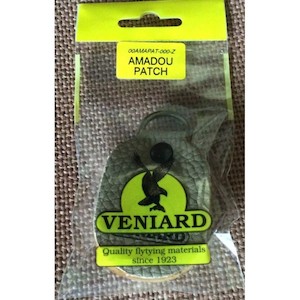 00AMAPAT-000-Z
AMADOU
PATCH
VENIARD
Quality flytying materials
since 1923